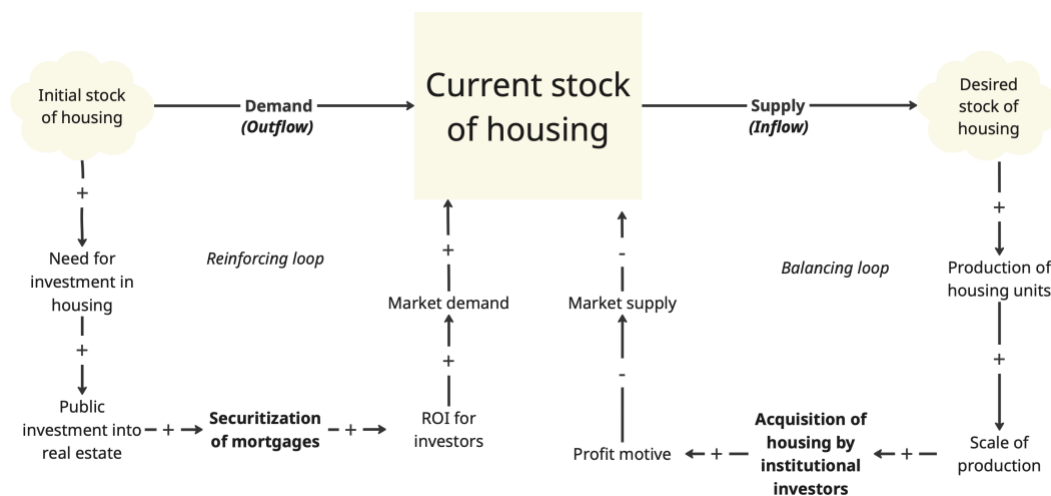 Initial stock
of housing
Demand
(Outflow)
Current stock
of housing
Supply
(Inflow)
Desired
stock of
housing
+
+
Need for
investment in
housing
Reinforcing loop
+
-
Balancing loop
Production of
housing units
Market demand
Market supply
+
+
-
+
Public
investment into
real estate
+
Securitization
of mortgages
+
ROI for
investors
Profit motive
+
Acquisition of
housing by
institutional
investors
+
Scale of
production